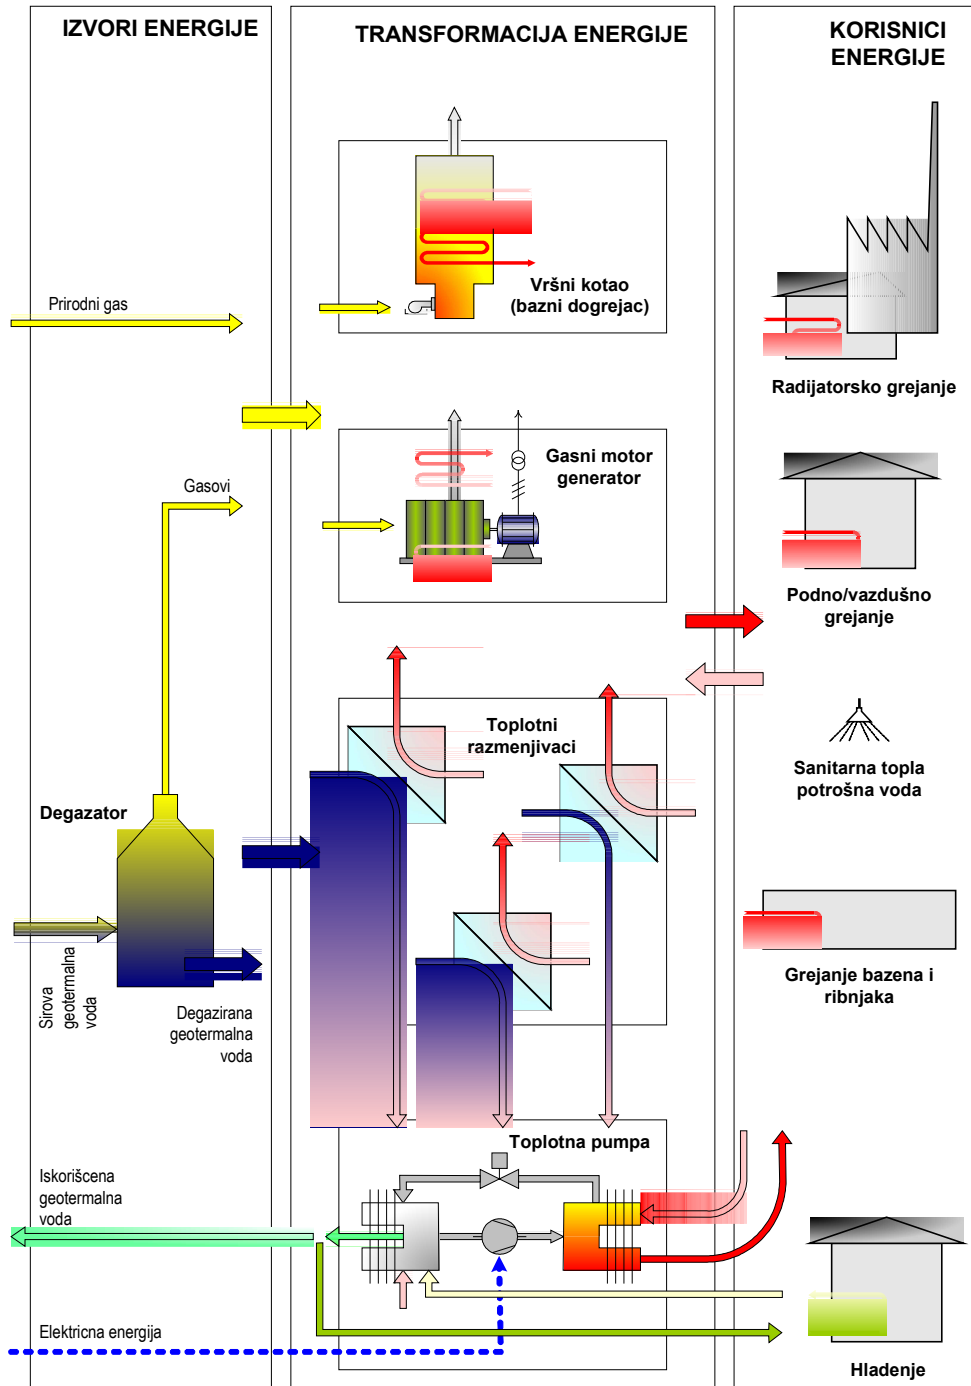 IZVORI ENERGIJE
TRANSFORMACIJA ENERGIJE
KORISNICI
ENERGIJE
Prirodni gas
Vršni kotao
(bazni dogrejac)
Radijatorsko grejanje
Gasovi
Gasni motor
generator
Podno/vazdušno
grejanje
Toplotni
razmenjivaci
Sanitarna topla
potrošna voda
Degazator
Sirova
geotermalna
voda
Degazirana
geotermalna
voda
Grejanje bazena i
ribnjaka
Toplotna pumpa
Iskorišcena
geotermalna
voda
Elektricna energija
Hladenje